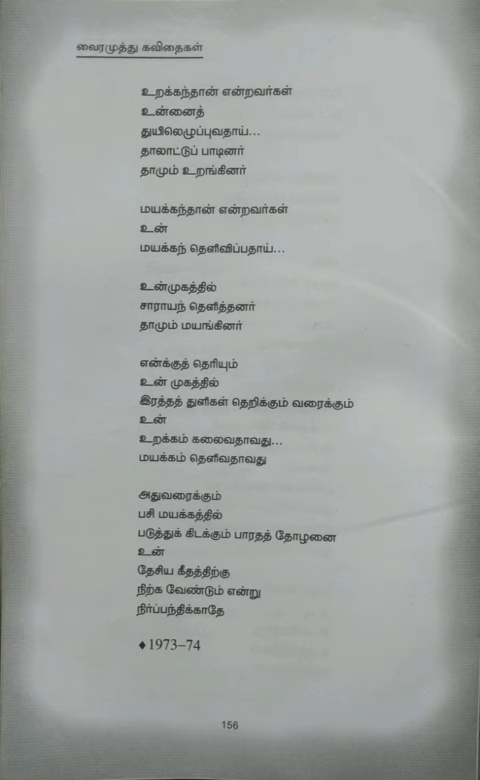 வைரமுத்து கவிதைகள்
உறக்கந்தான் என்றவர்கள்
உன்னைத்
துயிலெழுப்புவதாய்...
தாலாட்டுப் பாடினர்
தாமும் உறங்கினர்
மயக்கந்தான் என்றவர்கள்
உன்
மயக்கந் தெளிவிப்பதாய்...
உன்முகத்தில்
சாராயந் தெளித்தனர்
தாமும் மயங்கினர்
என்க்குத் தெரியும்
உன் முகத்தில்
இரத்தத் துளிகள் தெறிக்கும் வரைக்கும்
உன்
உறக்கம் கலைவதாவது...
மயக்கம் தெளிவதாவது
அதுவரைக்கும்
பசி மயக்கத்தில்
படுத்துக் கிடக்கும் பாரதத் தோழனை
உன்
தேசிய கீதத்திற்கு
நிற்க வேண்டும் என்று
நிர்ப்பந்திக்காதே
♦1973–74
156